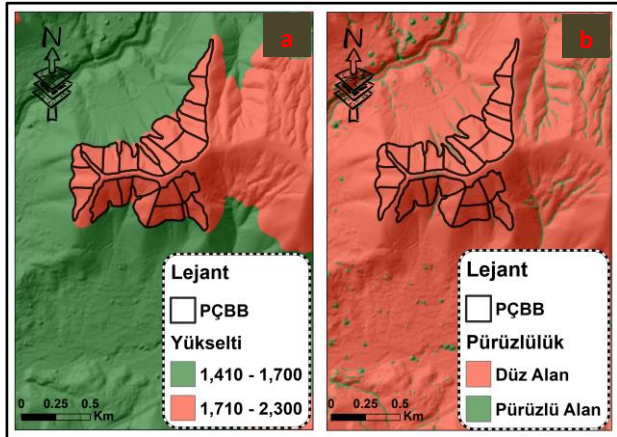 a
N
Lejant
PÇBB
Yükselti
1,410 - 1,700
1,710 - 2,300
0 0.25 0.5
Km
b
N
Lejant
PÇBB
Pürüzlülük
Düz Alan
Pürüzlü Alan
0 0.25 0.5
Km